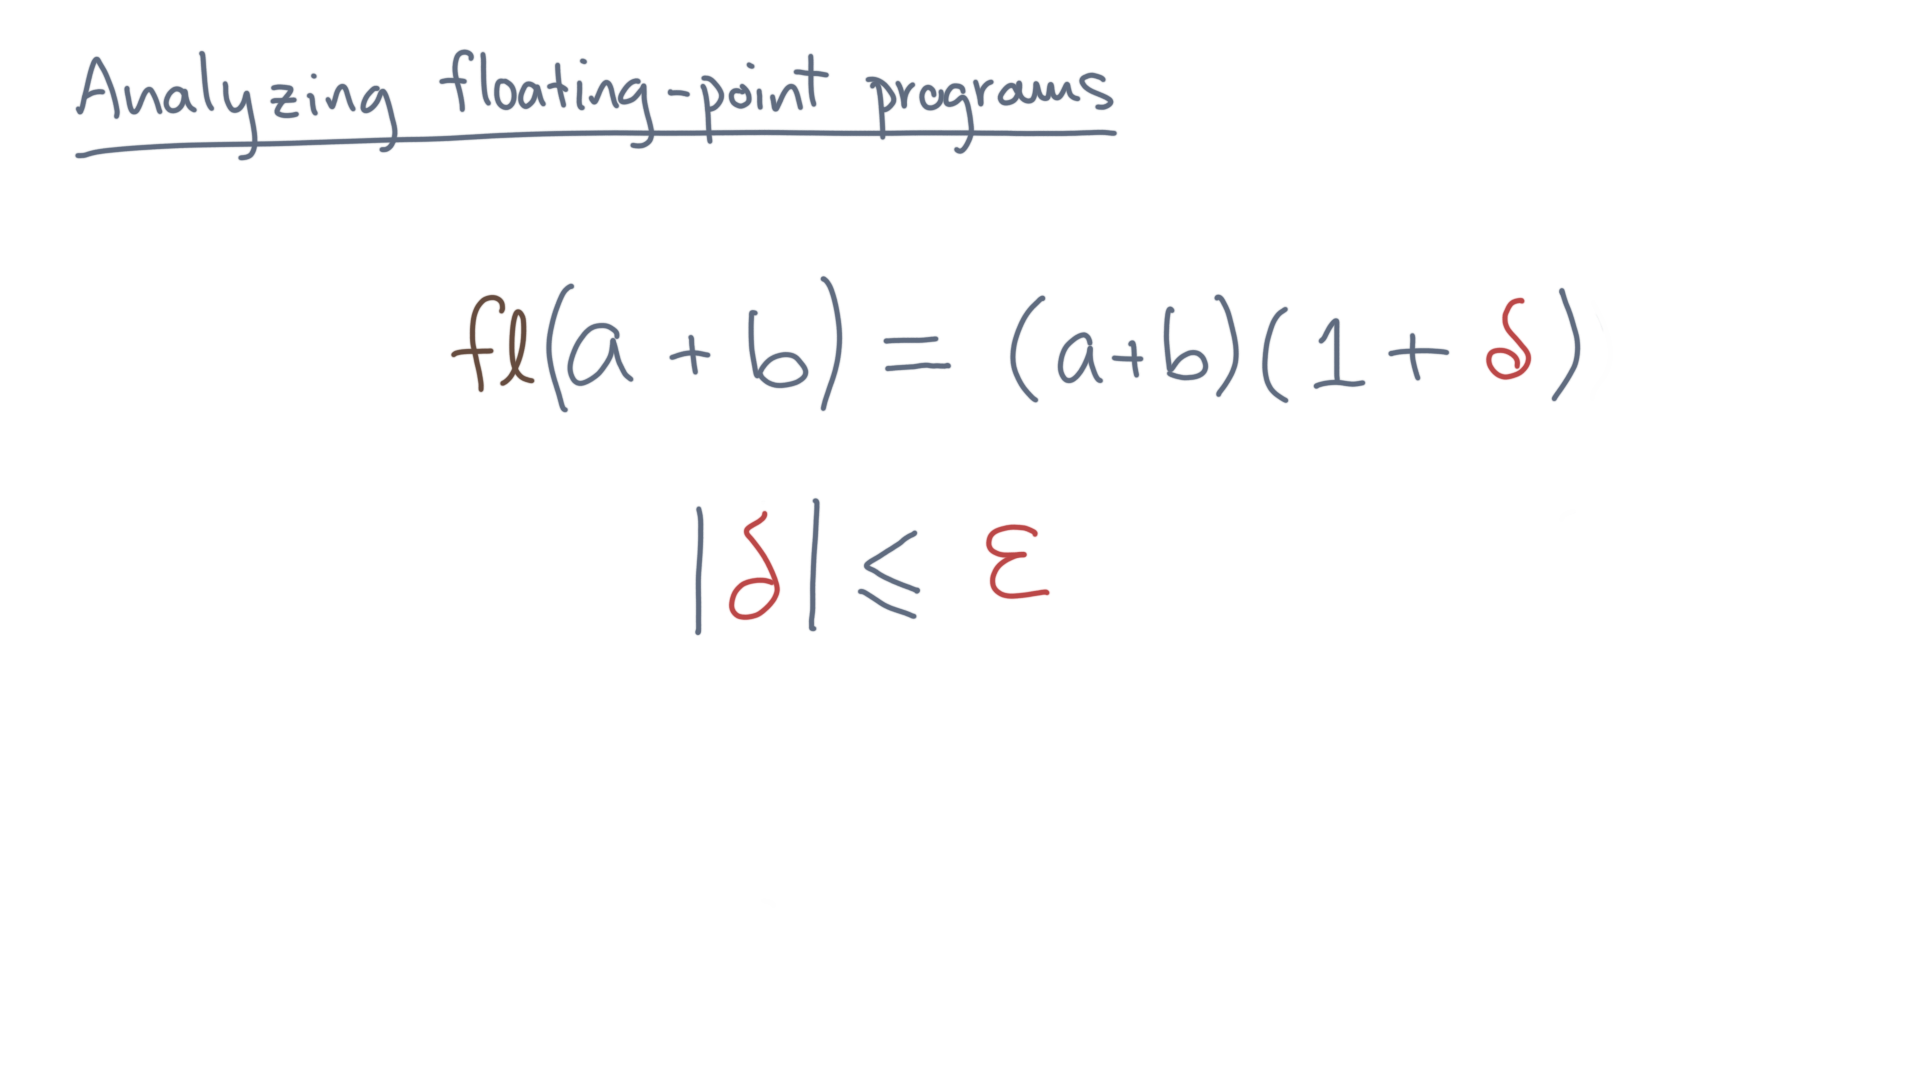 Analyzing floating-point programs
fl(a + b) = (a+b)(1 + δ)
|δ| ≤ ε